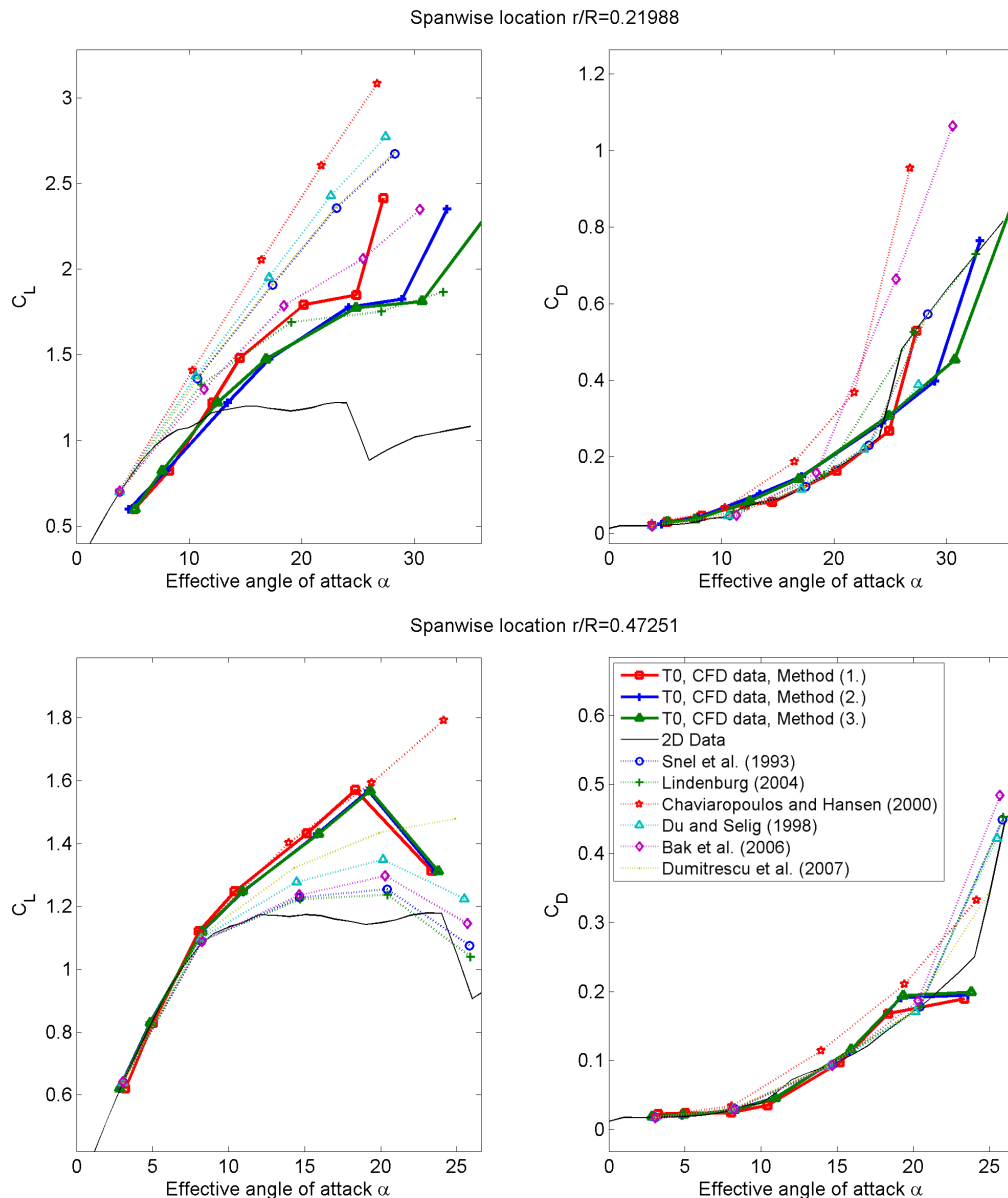 Spanwise location r/R=0.21988
C_L
3
2.5
2
1.5
1
0.5
0 10 20 30
Effective angle of attack α
C_D
1
0.8
0.6
0.4
0.2
0
0 5 10 15 20 25 30 35
Effective angle of attack α
Spanwise location r/R=0.47251
C_L
1.8
1.6
1.4
1.2
1
0.8
0.6
0 5 10 15 20 25
Effective angle of attack α
C_D
0.6
0.5
0.4
0.3
0.2
0.1
0
0 5 10 15 20 25
Effective angle of attack α
T0, CFD data, Method (1.)
T0, CFD data, Method (2.)
T0, CFD data, Method (3.)
2D Data
Snel et al. (1993)
Lindenburg (2004)
Chaviaropoulos and Hansen (2000)
Du and Selig (1998)
Bak et al. (2006)
Dumitrescu et al. (2007)